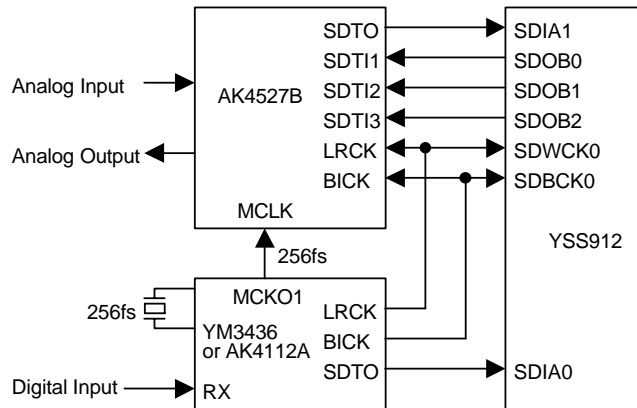 SDTO
SDIA1
SDTI1
SDOB0
Analog Input
AK4527B
SDTI2
SDOB1
SDTI3
SDOB2
Analog Output
LRCK
SDWCK0
BICK
SDBCK0
MCLK
YSS912
256fs
MCKO1
256fs
LRCK
YM3436
or AK4112A
BICK
SDTO
SDIA0
Digital Input
RX